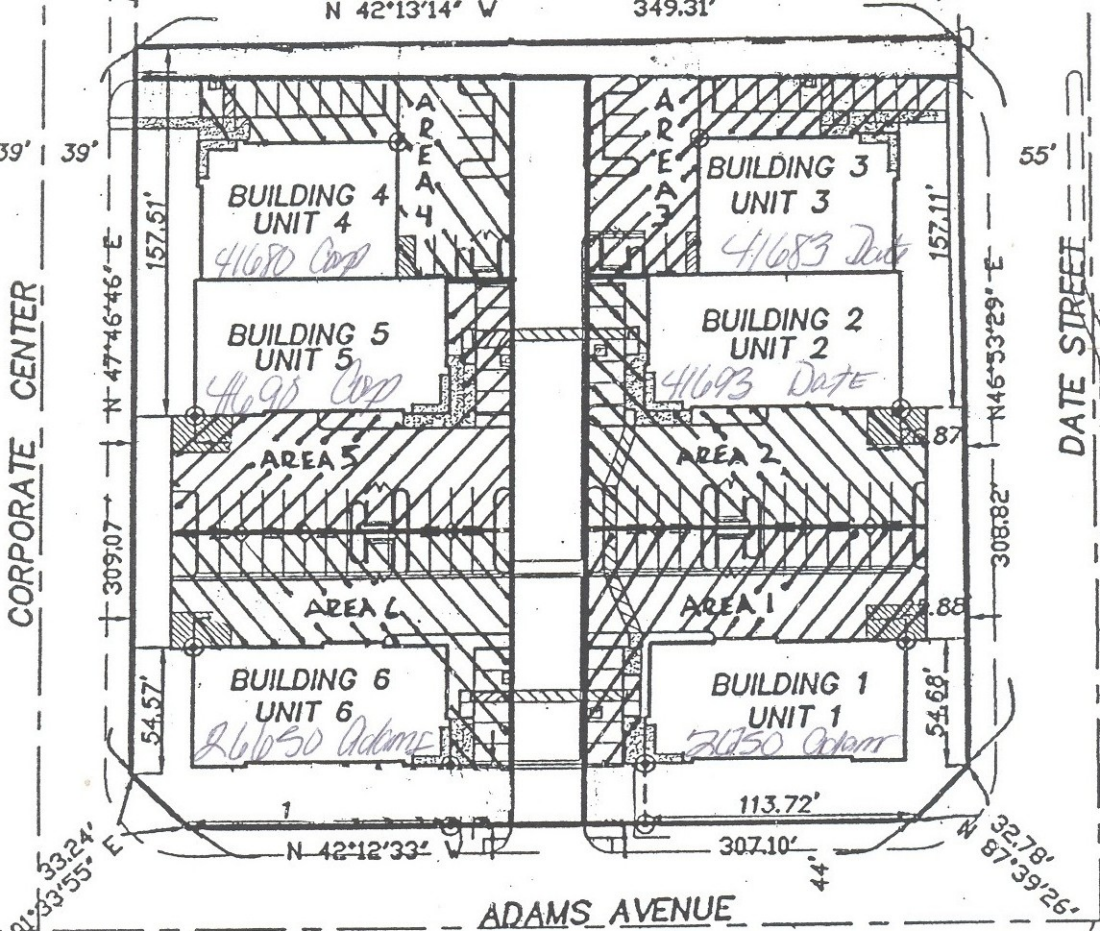 N 42°13'14" W 349.31'
39' 39'
55'
AREA 4
AREA 3
BUILDING 4
UNIT 4
41680 Corp
BUILDING 3
UNIT 3
41683 Date
157.51'
157.11'
N 47°46'46" E
N46°53'29" E
CORPORATE CENTER
DATE STREET
BUILDING 5
UNIT 5
41690 Corp
BUILDING 2
UNIT 2
41693 Date
.87
AREA 5
AREA 2
309.07'
308.82'
AREA 6
AREA 1
.88
54.57'
54.68'
BUILDING 6
UNIT 6
26650 Adams
BUILDING 1
UNIT 1
Adams
1
113.72'
33.24'
33'55" E
N 42°12'33" W
307.10'
44'
32.78'
N 87°39'26"
ADAMS AVENUE